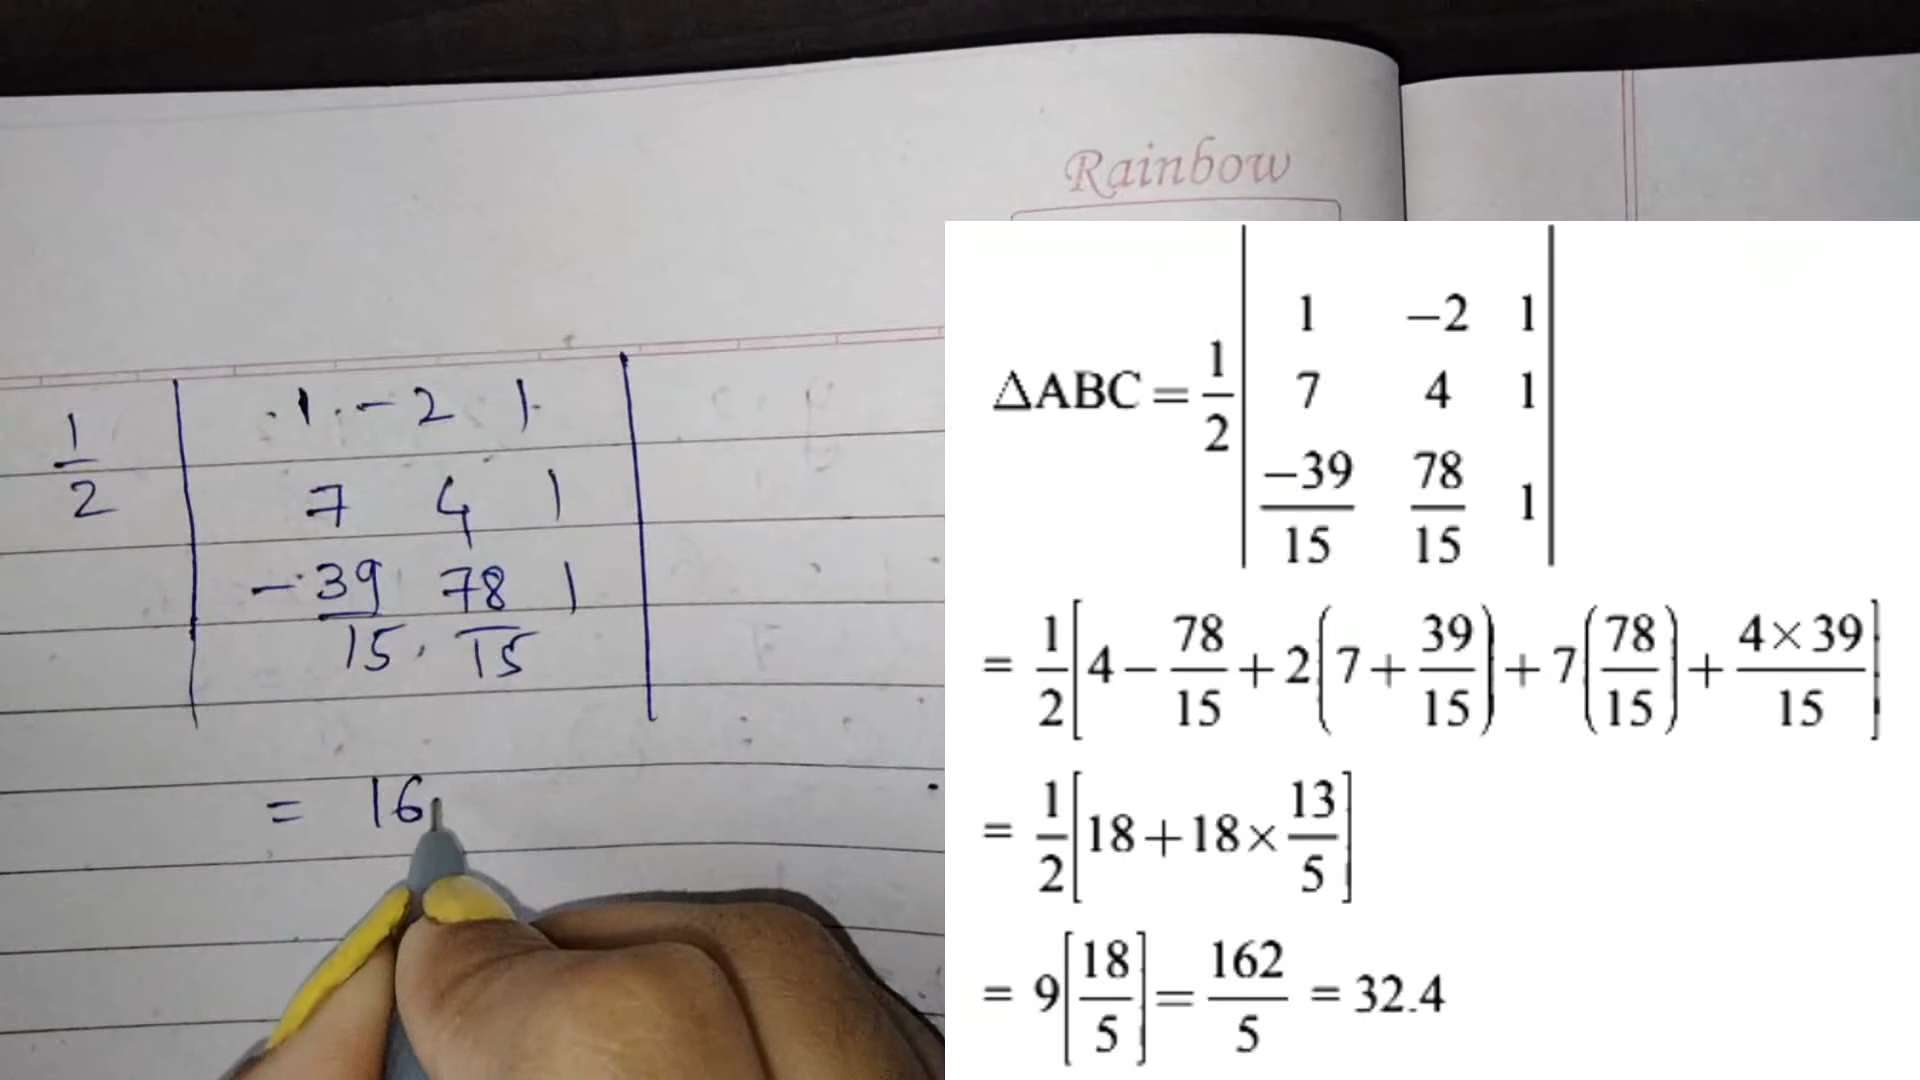 Rainbow
1/2 | 1 -2 1 |
| 7 4 1 |
| -39/15 78/15 1 |
= 16
△ABC = 1/2 | 1 -2 1 |
| 7 4 1 |
| -39/15 78/15 1 |
= 1/2 [4 - 78/15 + 2(7 + 39/15) + 7(78/15) + 4×39/15]
= 1/2 [18 + 18 × 13/5]
= 9[18/5] = 162/5 = 32.4